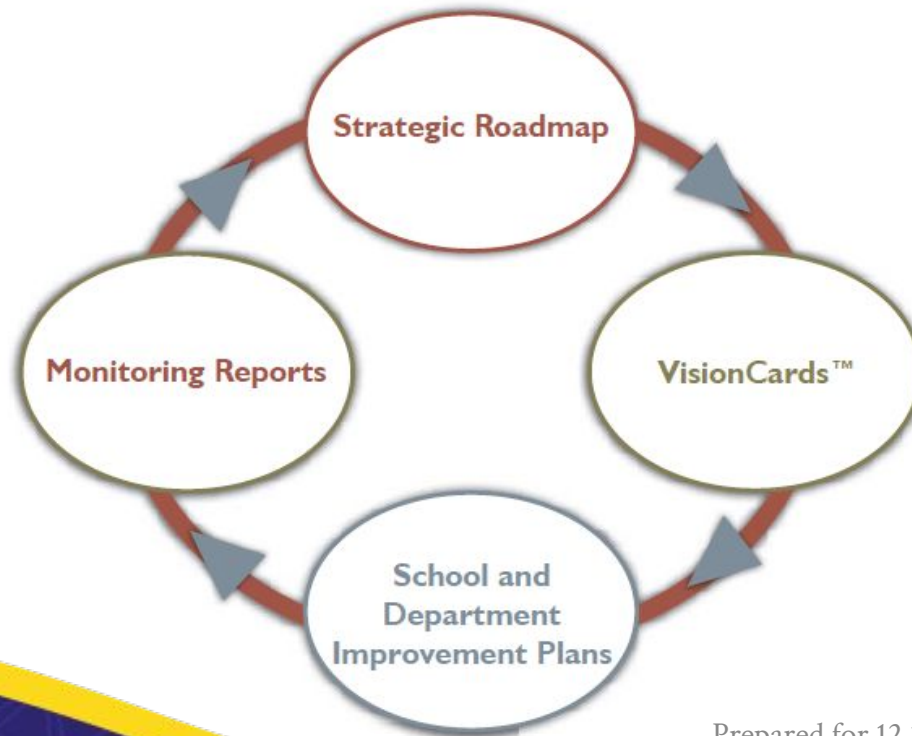 Strategic Roadmap
Monitoring Reports
VisionCards™
School and
Department
Improvement Plans
Prepared for 12